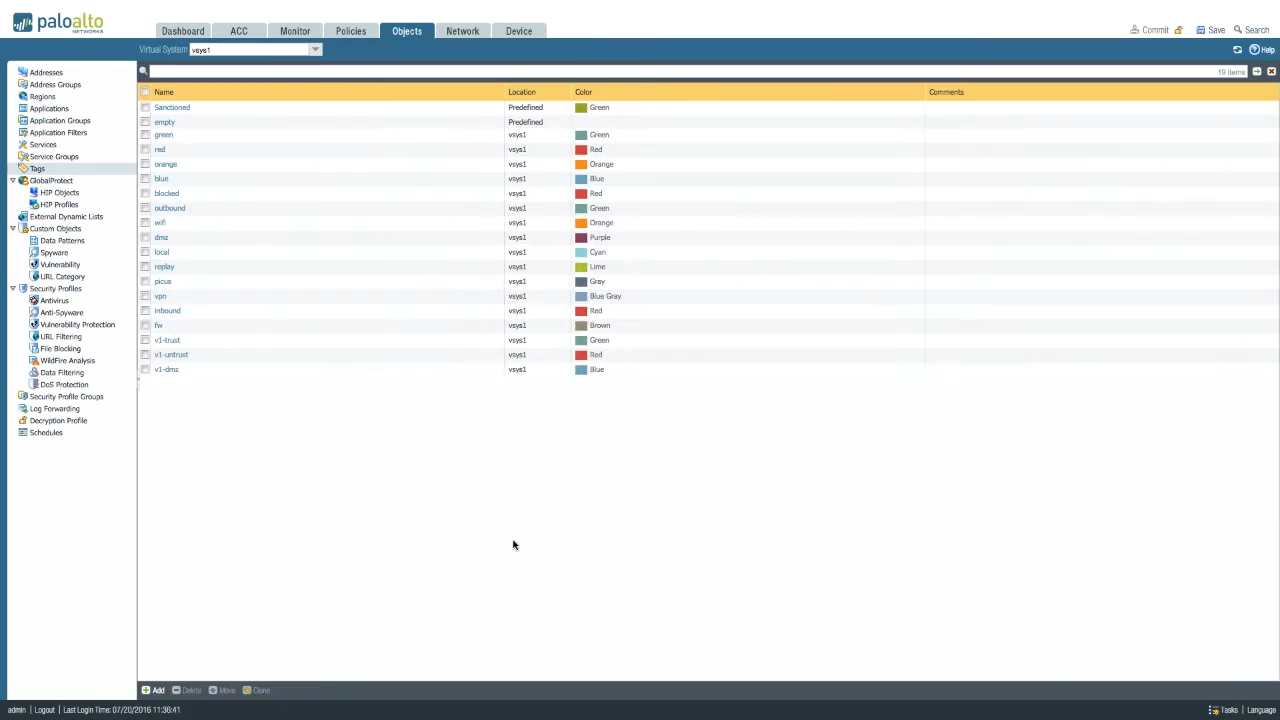 paloalto
NETWORKS
Dashboard ACC Monitor Policies Objects Network Device
Commit Save Search
Virtual System vsys1
Help
19 items
Addresses
Address Groups
Regions
Applications
Application Groups
Application Filters
Services
Service Groups
Tags
GlobalProtect
HIP Objects
HIP Profiles
External Dynamic Lists
Custom Objects
Data Patterns
Spyware
Vulnerability
URL Category
Security Profiles
Antivirus
Anti-Spyware
Vulnerability Protection
URL Filtering
File Blocking
WildFire Analysis
Data Filtering
DoS Protection
Security Profile Groups
Log Forwarding
Decryption Profile
Schedules
Name Location Color Comments
Sanctioned Predefined Green
empty Predefined
green vsys1 Green
red vsys1 Red
orange vsys1 Orange
blue vsys1 Blue
blocked vsys1 Red
outbound vsys1 Green
wifi vsys1 Orange
dmz vsys1 Purple
local vsys1 Cyan
replay vsys1 Lime
picus vsys1 Gray
vpn vsys1 Blue Gray
inbound vsys1 Red
fw vsys1 Brown
v1-trust vsys1 Green
v1-untrust vsys1 Red
v1-dmz vsys1 Blue
Add Delete Move Clone
admin | Logout | Last Login Time: 07/20/2016 11:36:41
Tasks | Language